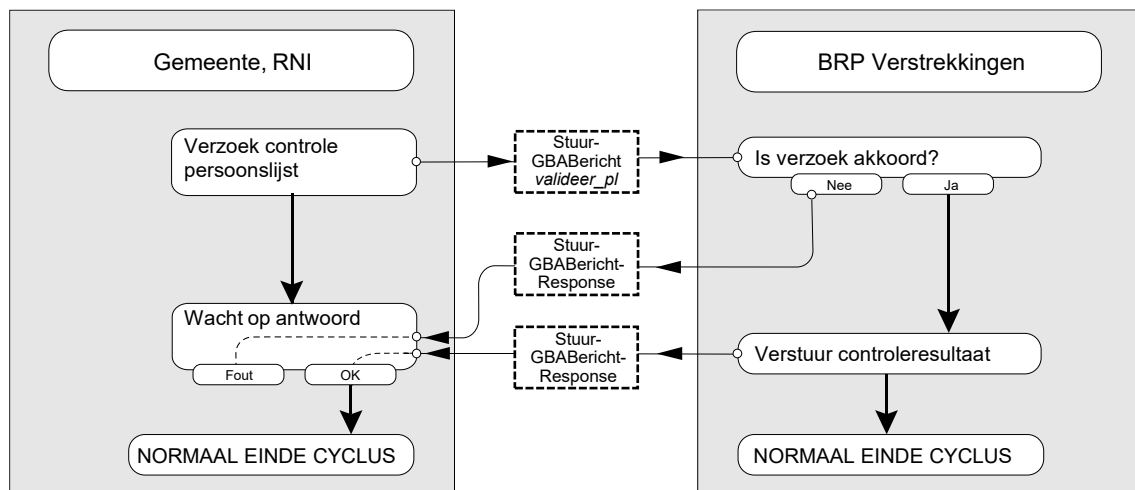 Gemeente, RNI
BRP Verstrekkingen
Verzoek controle
persoonslijst
Stuur-
GBABericht
valideer_pl
Is verzoek akkoord?
Nee
Ja
Stuur-
GBABericht-
Response
Wacht op antwoord
Fout
OK
Stuur-
GBABericht-
Response
Verstuur controleresultaat
NORMAAL EINDE CYCLUS
NORMAAL EINDE CYCLUS